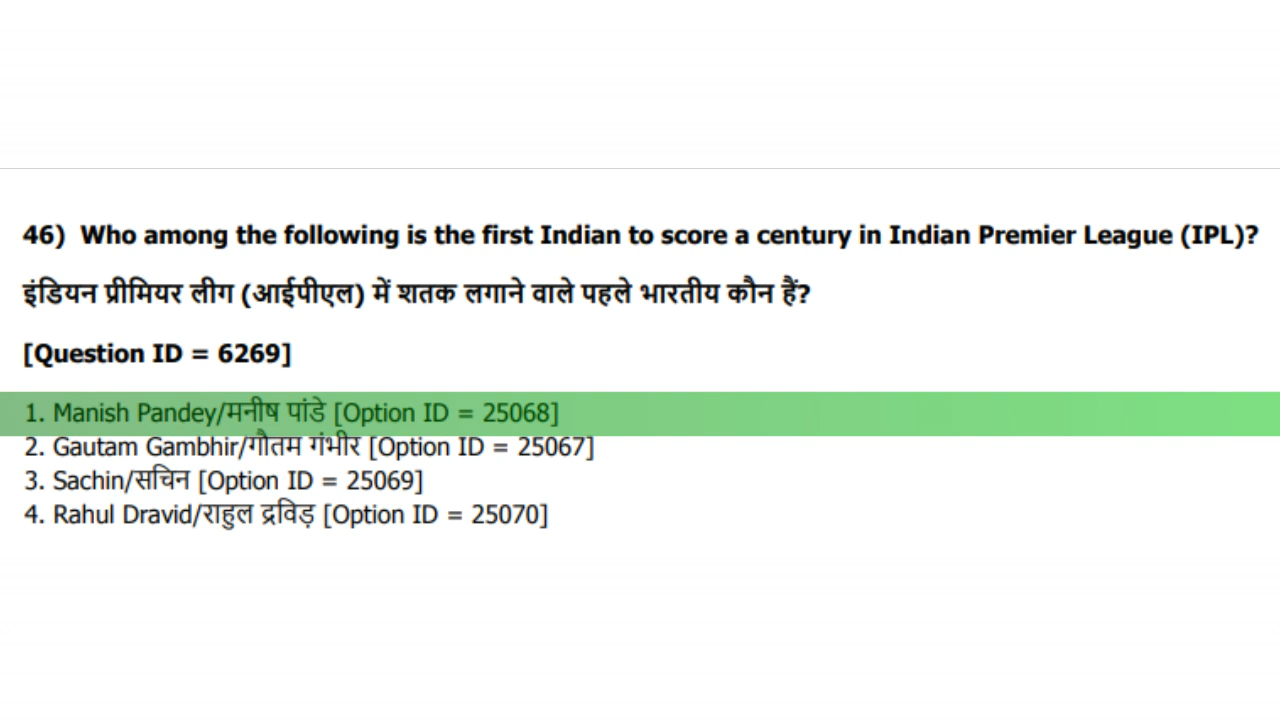 46) Who among the following is the first Indian to score a century in Indian Premier League (IPL)?
इंडियन प्रीमियर लीग (आईपीएल) में शतक लगाने वाले पहले भारतीय कौन हैं?
[Question ID = 6269]
1. Manish Pandey/मनीष पांडे [Option ID = 25068]
2. Gautam Gambhir/गौतम गंभीर [Option ID = 25067]
3. Sachin/सचिन [Option ID = 25069]
4. Rahul Dravid/राहुल द्रविड़ [Option ID = 25070]